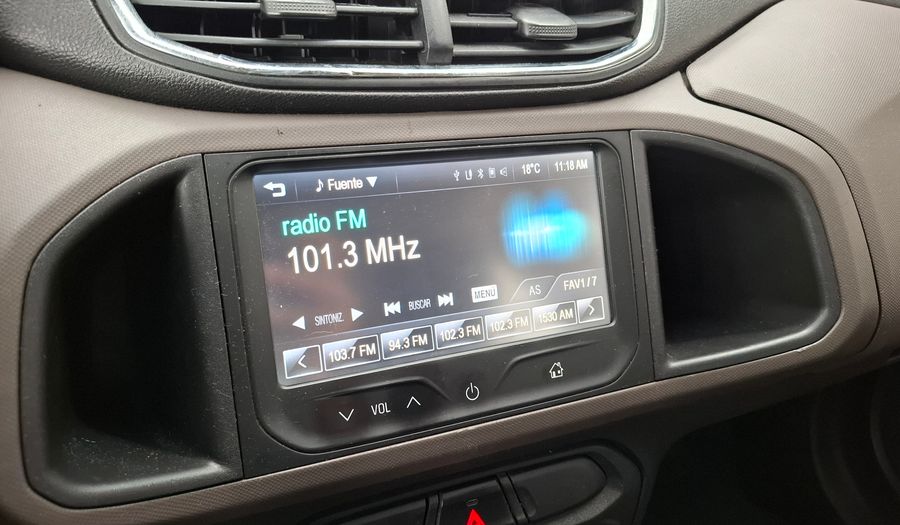 Fuente 18°C 11:18 AM
radio FM
101.3 MHz
SINTONIZ. BUSCAR MENÚ AS FAV1 / 7
103.7 FM 94.3 FM 102.3 FM 102.3 FM 1530 AM
VOL